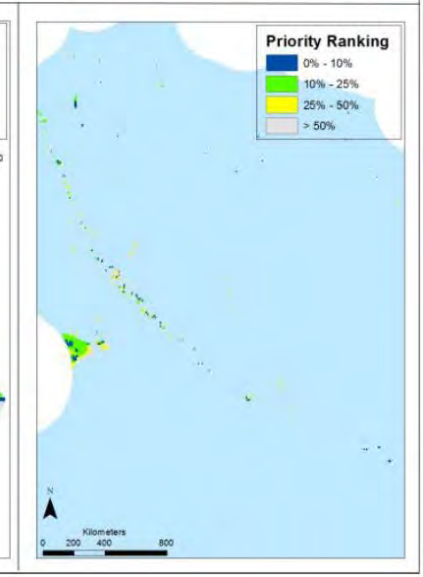 Priority Ranking
0% - 10%
10% - 25%
25% - 50%
> 50%
N
Kilometers
0 200 400 800